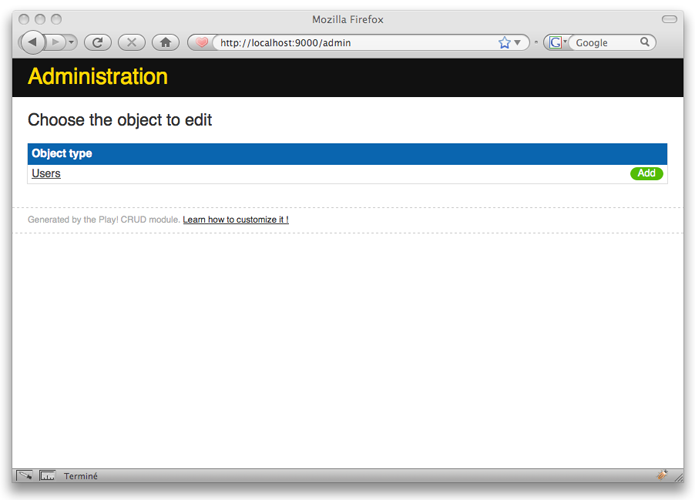 Mozilla Firefox
http://localhost:9000/admin
Google
Administration
Choose the object to edit
Object type
Users
Add
Generated by the Play! CRUD module. Learn how to customize it !
Terminé